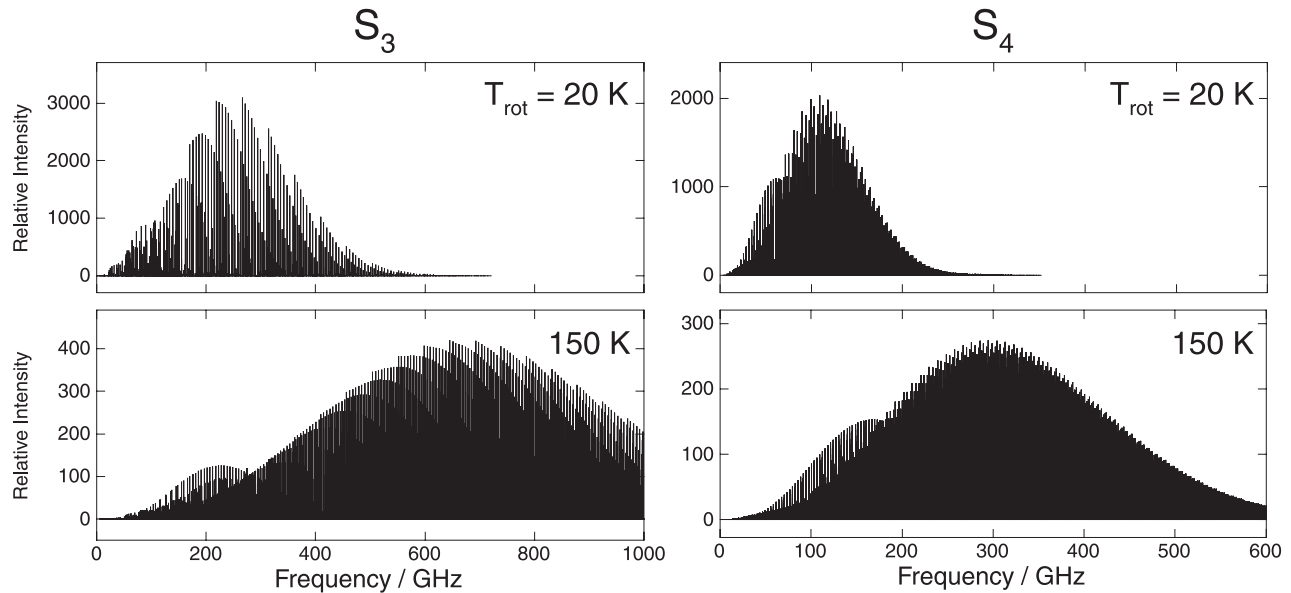 S3
S4
Relative Intensity
3000
2000
1000
0
Trot = 20 K
2000
1000
0
Trot = 20 K
Relative Intensity
400
300
200
100
0
150 K
300
200
100
0
150 K
0 200 400 600 800 1000
Frequency / GHz
0 100 200 300 400 500 600
Frequency / GHz